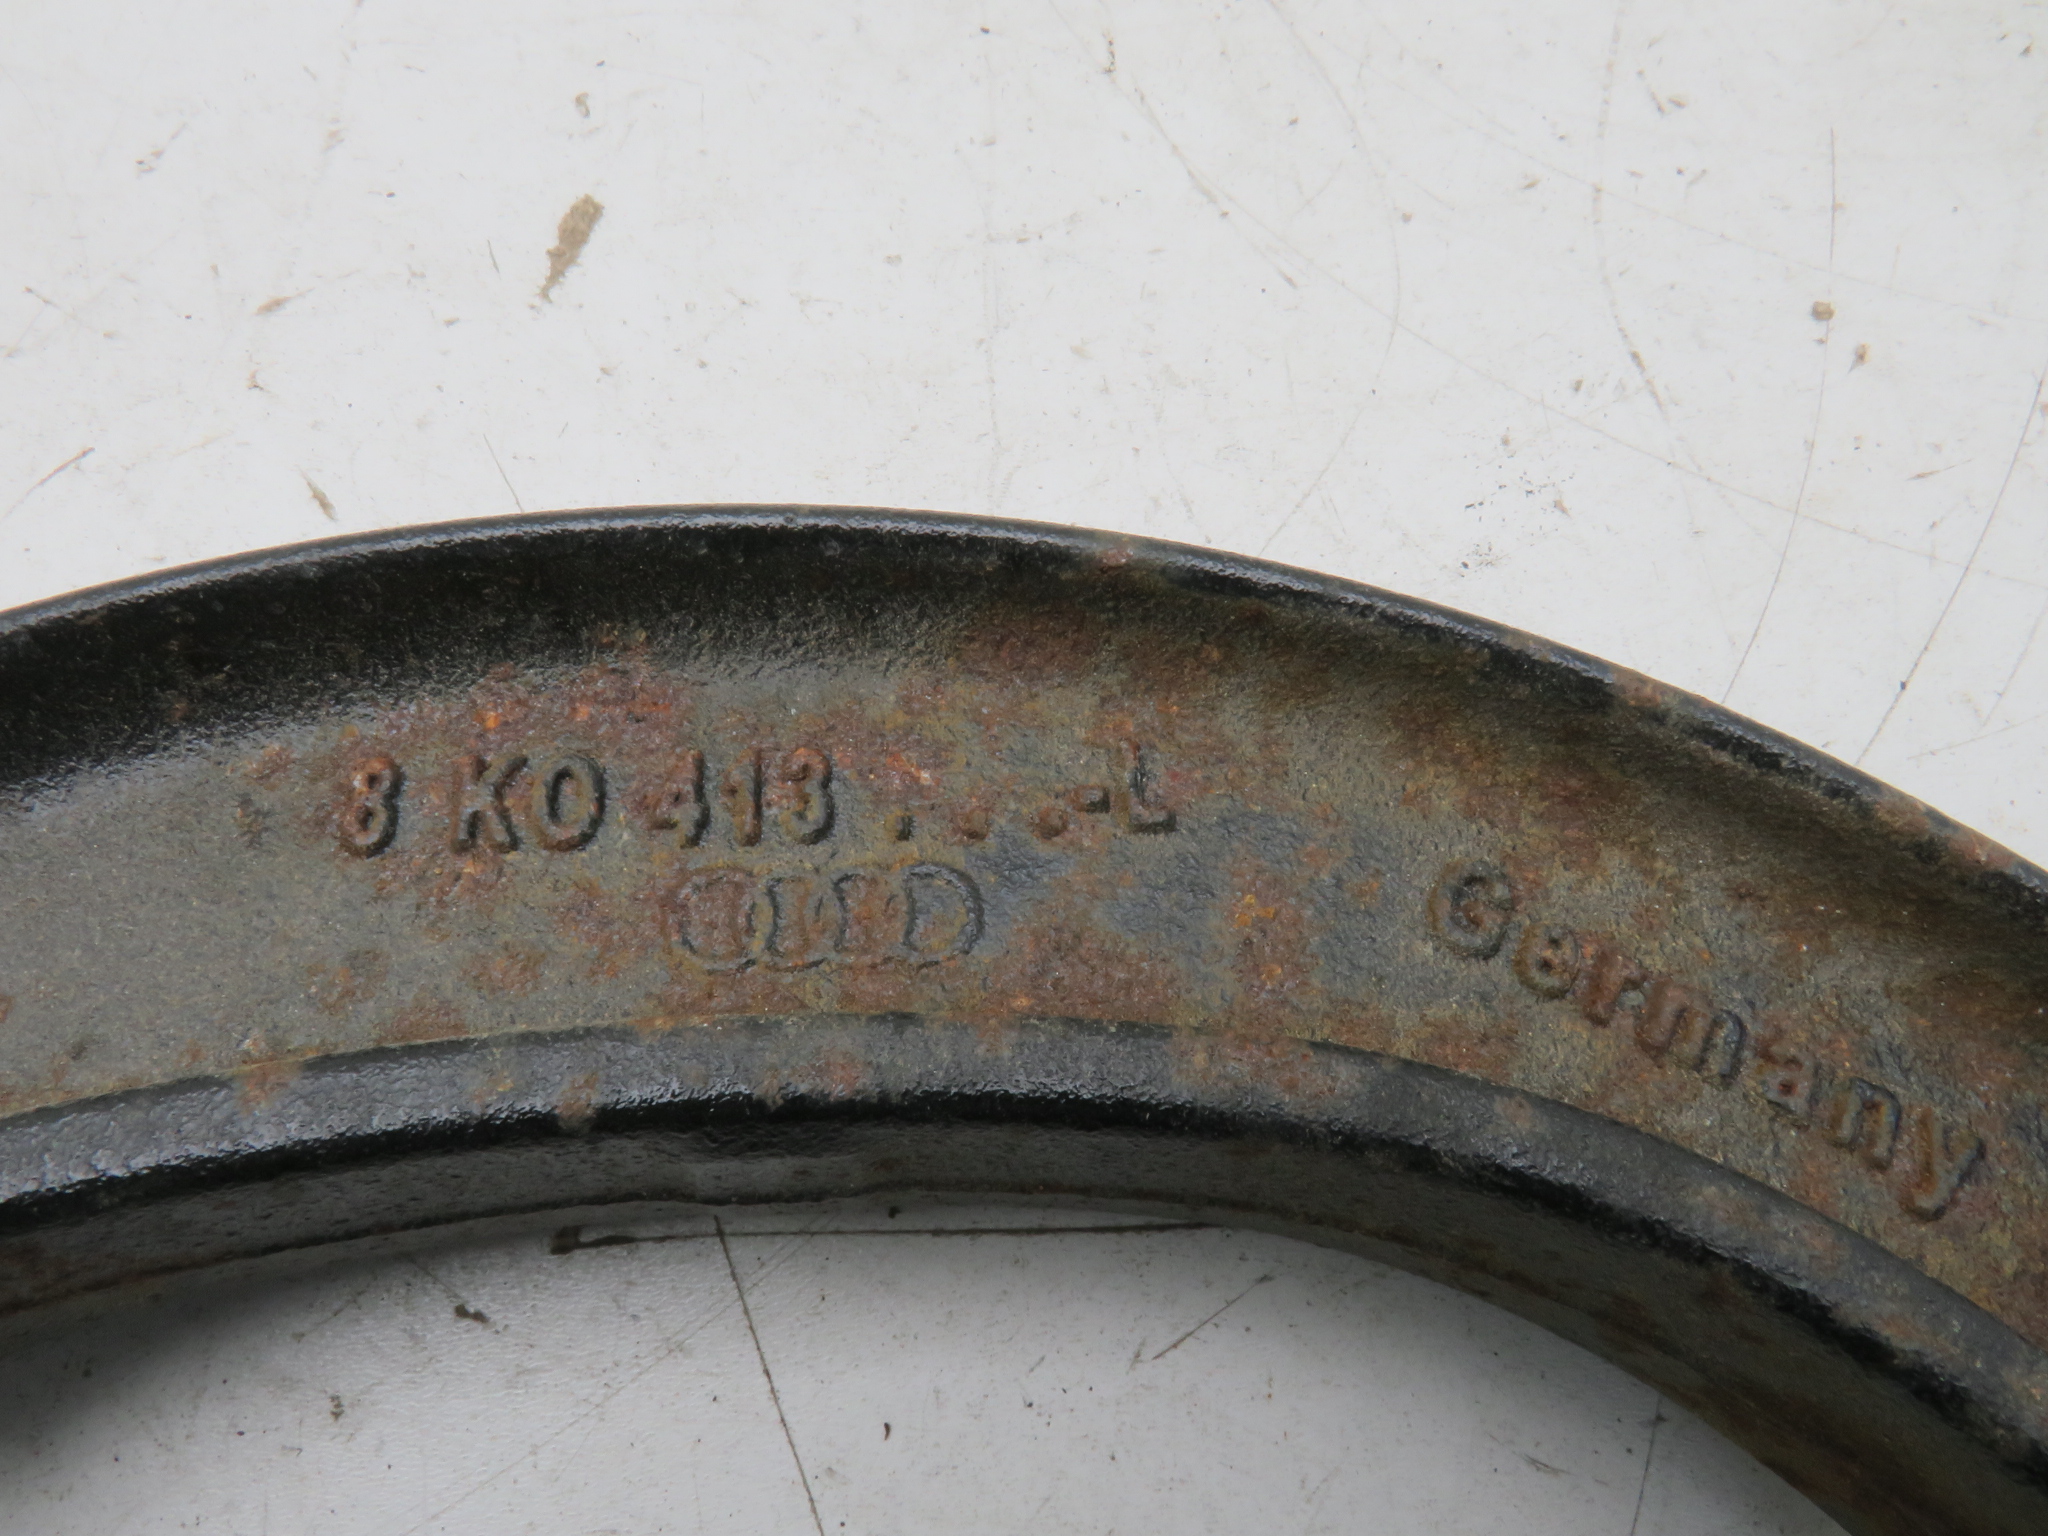 8 K0 413 . . .-L
Germany